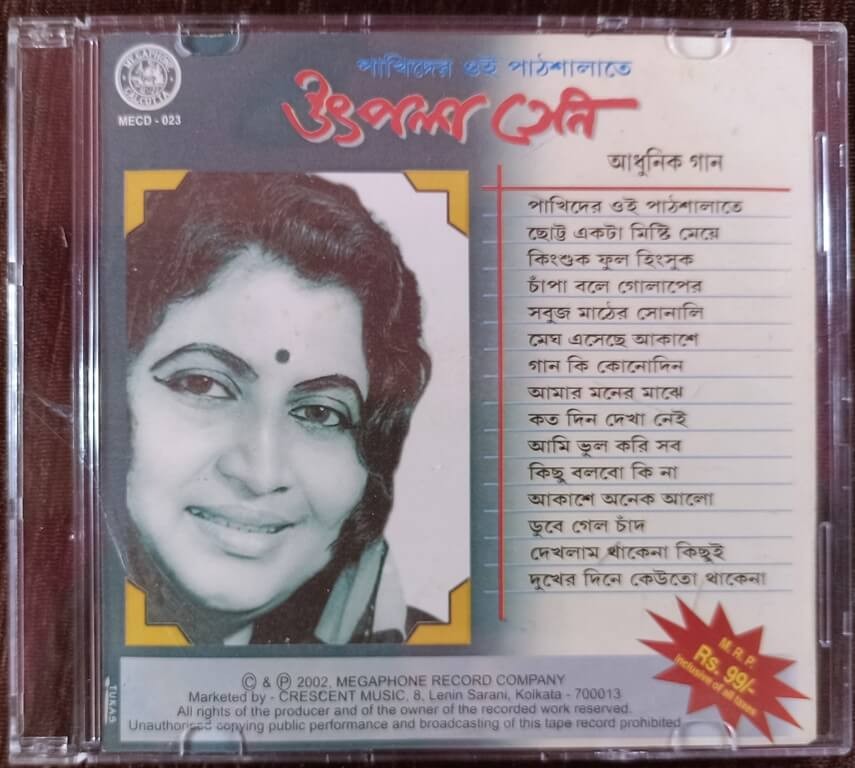 MEGAPHONE
CALCUTTA
MECD - 023
পাখিদের ওই পাঠশালাতে
উৎপলা সেন
আধুনিক গান
পাখিদের ওই পাঠশালাতে
ছোট্ট একটা মিষ্টি মেয়ে
কিংশুক ফুল হিংসুক
চাঁপা বলে গোলাপের
সবুজ মাঠের সোনালি
মেঘ এসেছে আকাশে
গান কি কোনোদিন
আমার মনের মাঝে
কত দিন দেখা নেই
আমি ভুল করি সব
কিছু বলবো কি না
আকাশে অনেক আলো
ডুবে গেল চাঁদ
দেখলাম থাকেনা কিছুই
দুখের দিনে কেউতো থাকেনা
M. R. P.
Rs. 99/-
Inclusive of all taxes
© & ℗ 2002, MEGAPHONE RECORD COMPANY
Marketed by - CRESCENT MUSIC, 8, Lenin Sarani, Kolkata - 700013
All rights of the producer and of the owner of the recorded work reserved.
Unauthorised copying public performance and broadcasting of this tape record prohibited
TUKAS